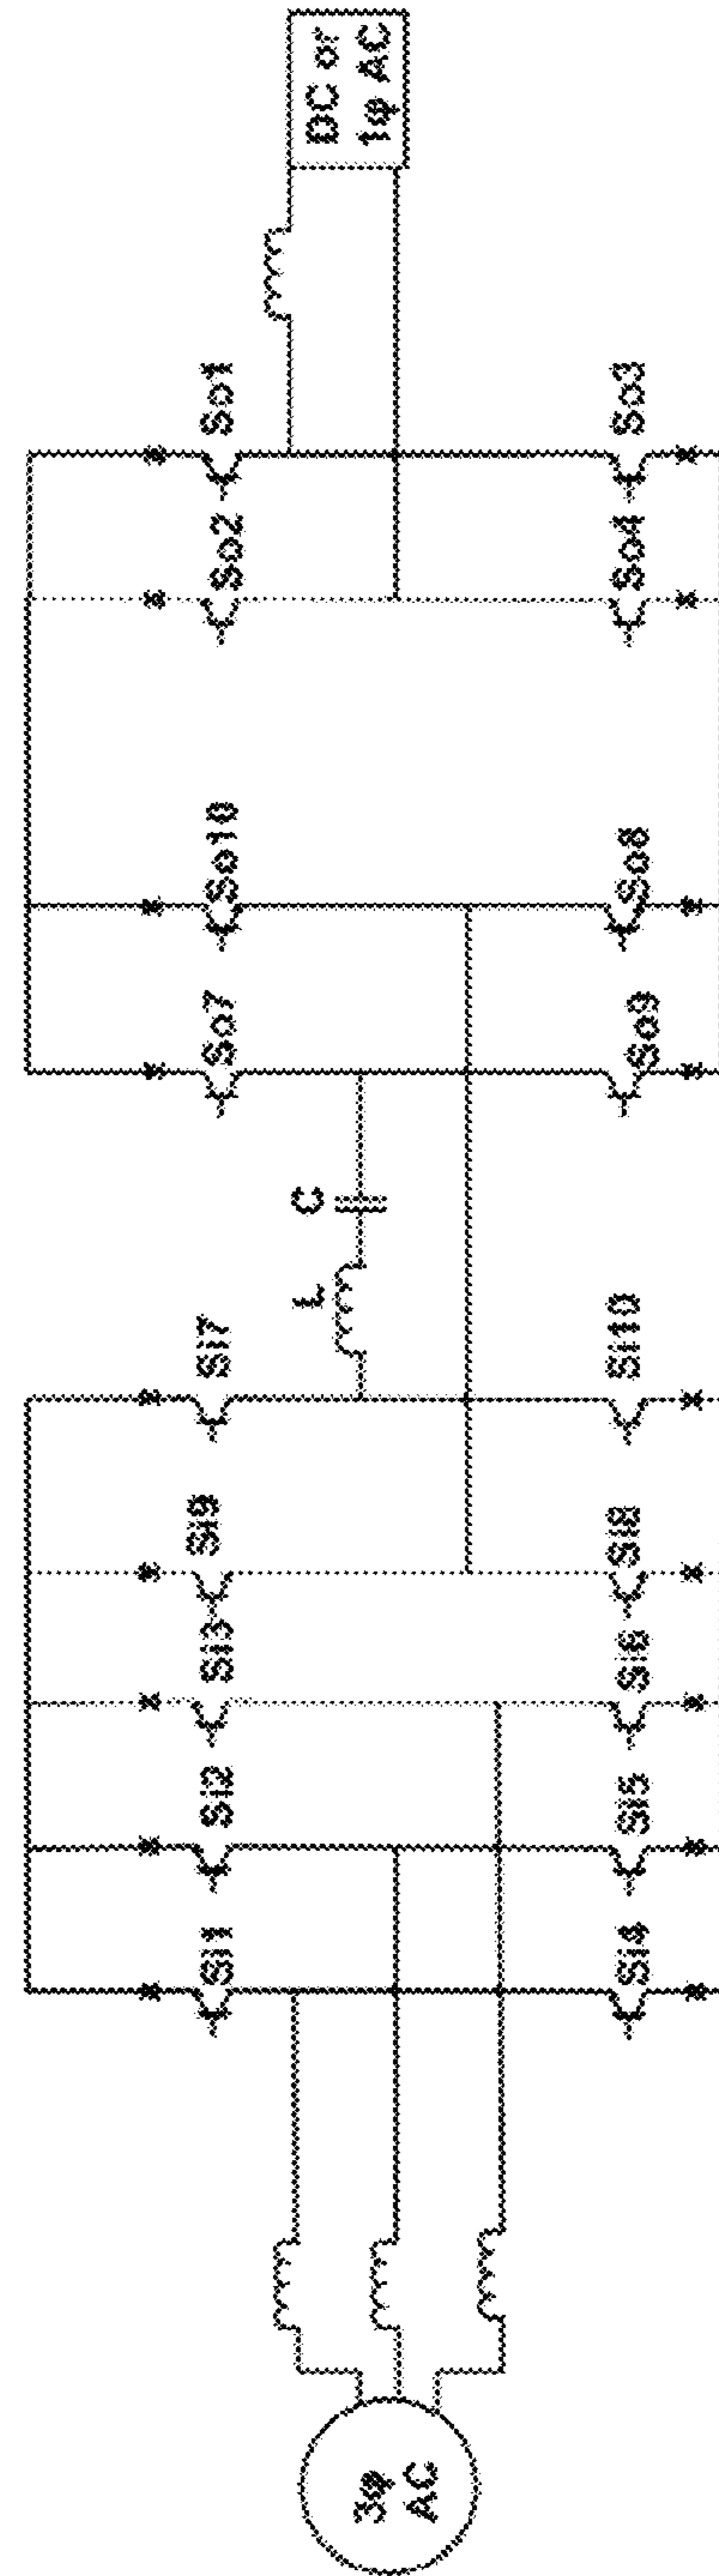 3φ
AC
Si1
Si2
Si3
Si9
Si7
Si4
Si5
Si6
Si8
Si10
L
C
So7
So10
So2
So1
So9
So8
So4
So3
DC or
1φ AC